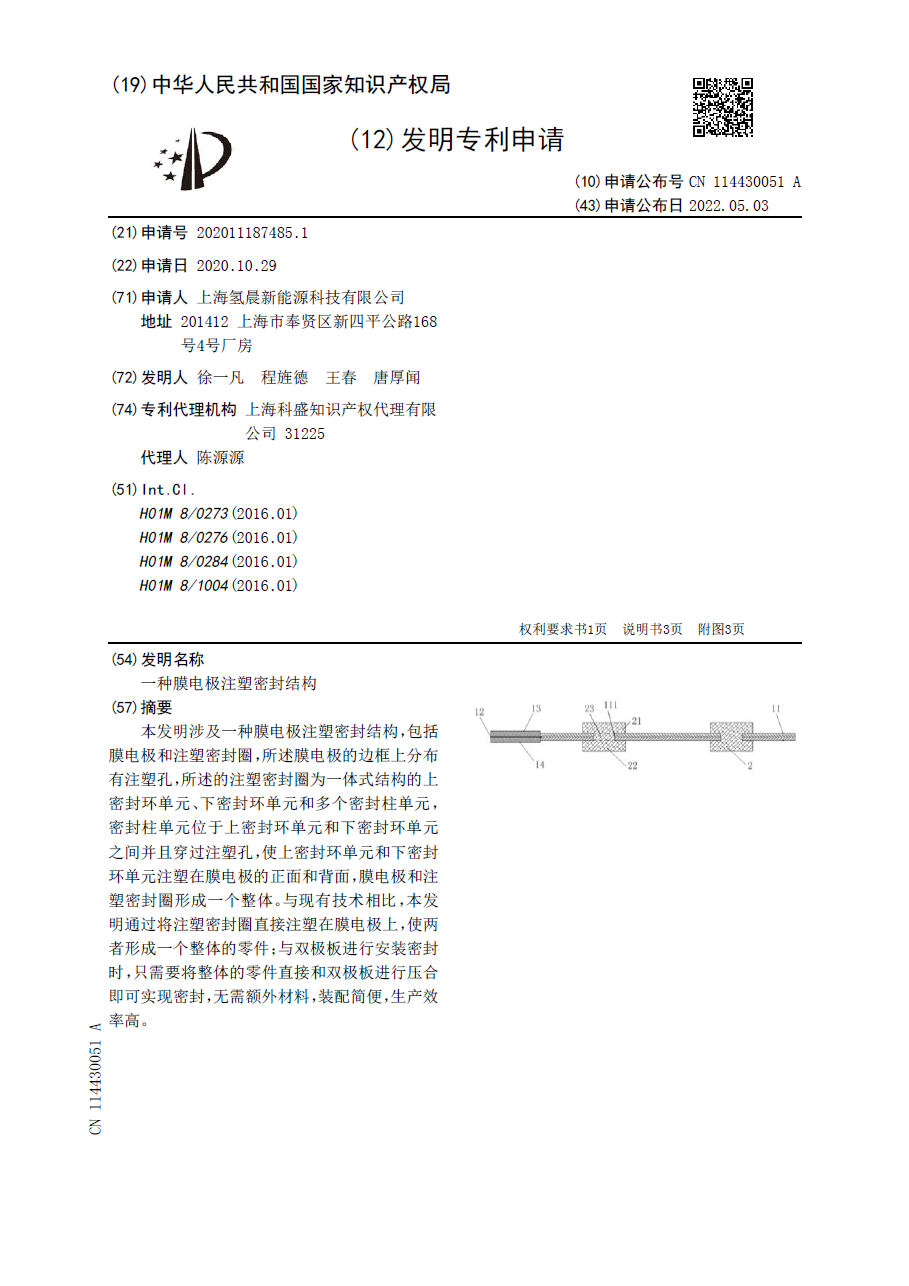 (19)中华人民共和国国家知识产权局
(12)发明专利申请
(10)申请公布号 CN 114430051 A
(43)申请公布日 2022.05.03
(21)申请号 202011187485.1
(22)申请日 2020.10.29
(71)申请人 上海氢晨新能源科技有限公司
地址 201412 上海市奉贤区新四平公路168
号4号厂房
(72)发明人 徐一凡 程旌德 王春 唐厚闻
(74)专利代理机构 上海科盛知识产权代理有限
公司 31225
代理人 陈源源
(51)Int.Cl.
H01M 8/0273(2016.01)
H01M 8/0276(2016.01)
H01M 8/0284(2016.01)
H01M 8/1004(2016.01)
权利要求书1页 说明书3页 附图3页
(54)发明名称
一种膜电极注塑密封结构
(57)摘要
本发明涉及一种膜电极注塑密封结构,包括
膜电极和注塑密封圈,所述膜电极的边框上分布
有注塑孔,所述的注塑密封圈为一体式结构的上
密封环单元、下密封环单元和多个密封柱单元,
密封柱单元位于上密封环单元和下密封环单元
之间并且穿过注塑孔,使上密封环单元和下密封
环单元注塑在膜电极的正面和背面,膜电极和注
塑密封圈形成一个整体。与现有技术相比,本发
明通过将注塑密封圈直接注塑在膜电极上,使两
者形成一个整体的零件;与双极板进行安装密封
时,只需要将整体的零件直接和双极板进行压合
即可实现密封,无需额外材料,装配简便,生产效
率高。
12 13 23 111 21 11
14 22 2
CN 114430051 A